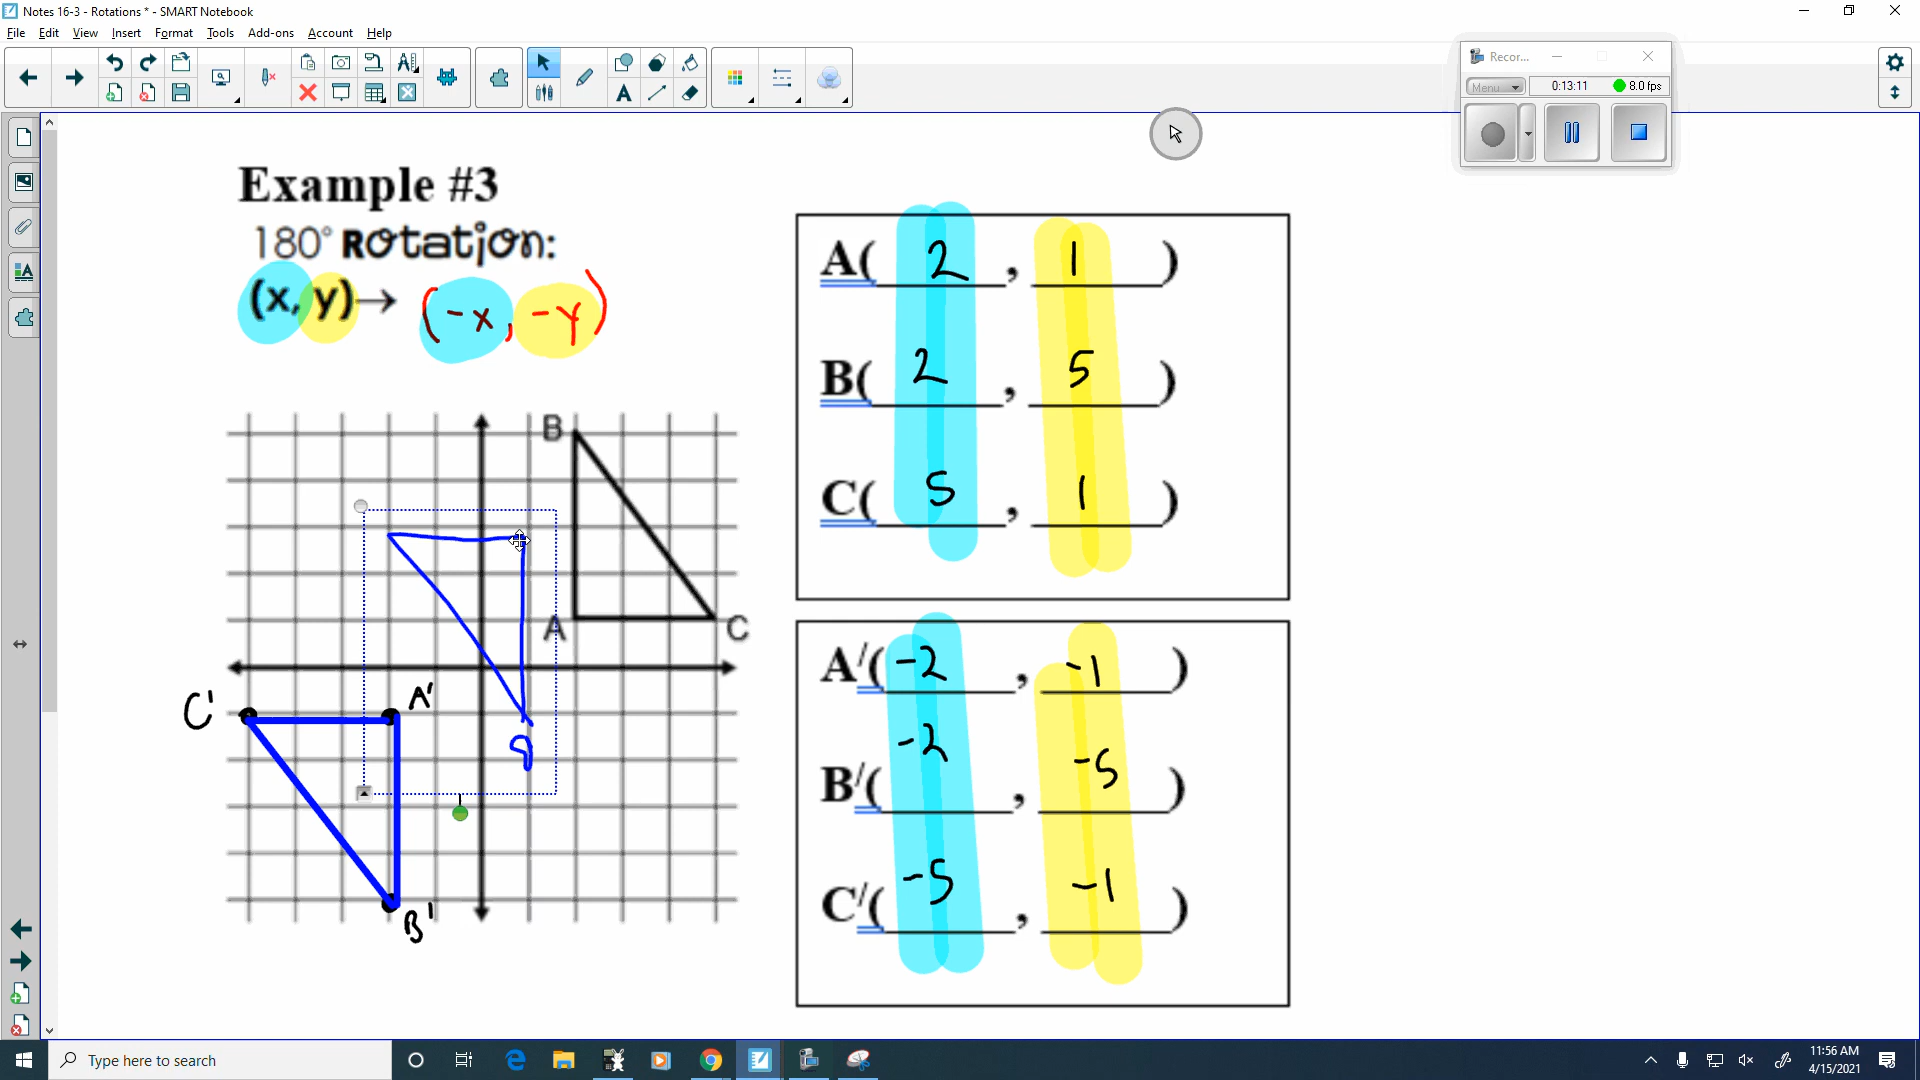 Notes 16-3 - Rotations * - SMART Notebook
File Edit View Insert Format Tools Add-ons Account Help
Recor...
Menu 0:13:11 8.0 fps
Example #3
180° Rotation:
(x, y)→ (-x, -y)
A( 2 , 1 )
B( 2 , 5 )
C( 5 , 1 )
B
A
C
C'
A'
B'
A/( -2 , -1 )
B/( -2 , -5 )
C/( -5 , -1 )
Type here to search
11:56 AM
4/15/2021